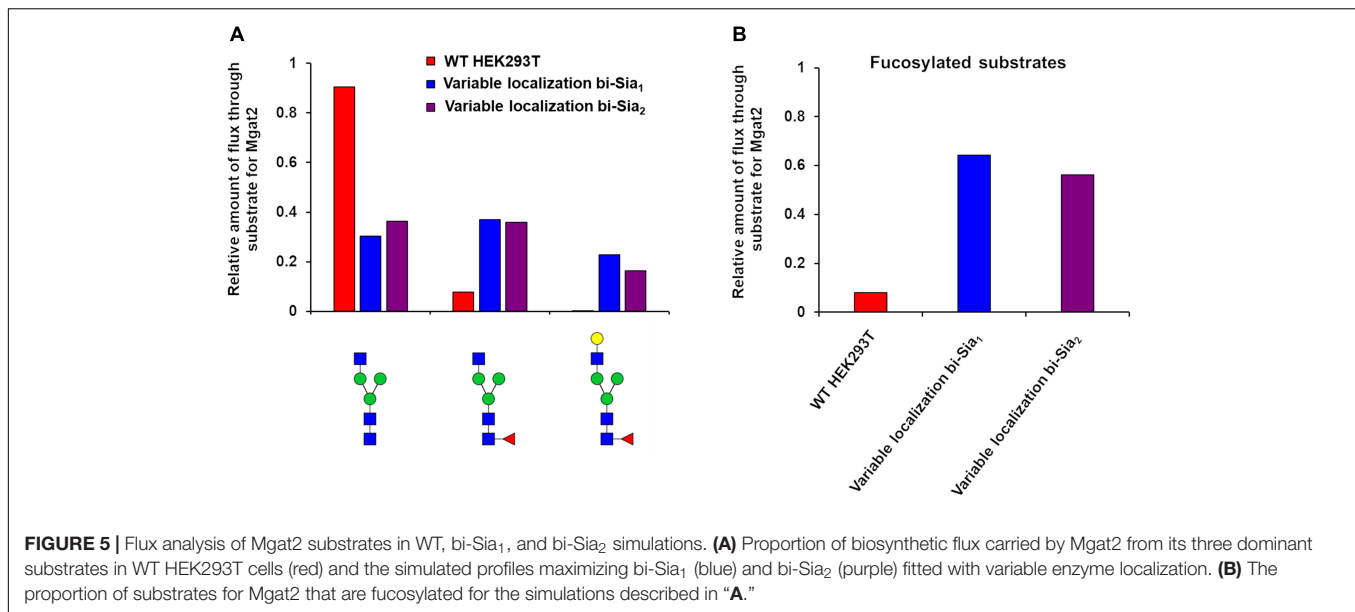 A
Relative amount of flux through
substrate for Mgat2
1
0.8
0.6
0.4
0.2
0
WT HEK293T
Variable localization bi-Sia₁
Variable localization bi-Sia₂
B
Fucosylated substrates
Relative amount of flux through
substrate for Mgat2
1
0.8
0.6
0.4
0.2
0
WT HEK293T
Variable localization bi-Sia₁
Variable localization bi-Sia₂
FIGURE 5 | Flux analysis of Mgat2 substrates in WT, bi-Sia₁, and bi-Sia₂ simulations. (A) Proportion of biosynthetic flux carried by Mgat2 from its three dominant
substrates in WT HEK293T cells (red) and the simulated profiles maximizing bi-Sia₁ (blue) and bi-Sia₂ (purple) fitted with variable enzyme localization. (B) The
proportion of substrates for Mgat2 that are fucosylated for the simulations described in “A.”